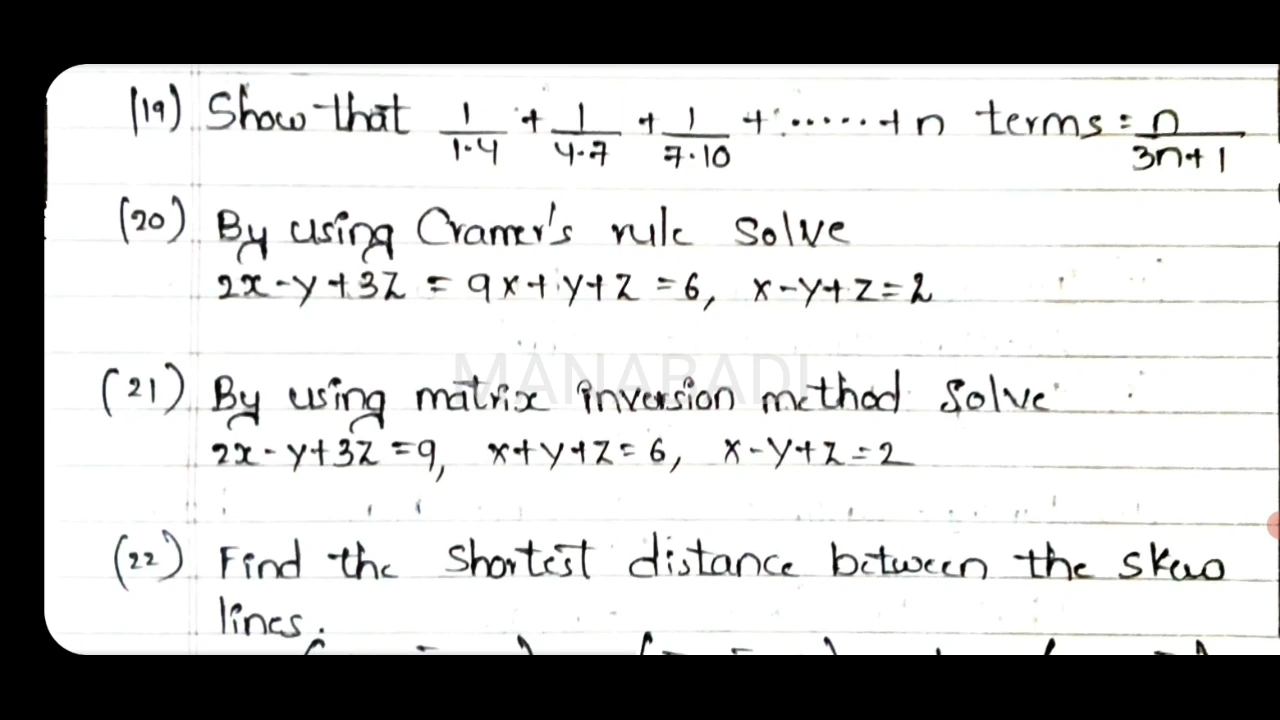 (19) Show that 1/1·4 + 1/4·7 + 1/7·10 + ...... + n terms = n/3n+1
(20) By using Cramer's rule solve
2x-y+3z = 9x+y+z=6, x-y+z=2
MANABADI
(21) By using matrix inversion method solve
2x-y+3z=9, x+y+z=6, x-y+z=2
(22) Find the shortest distance between the skew
lines.